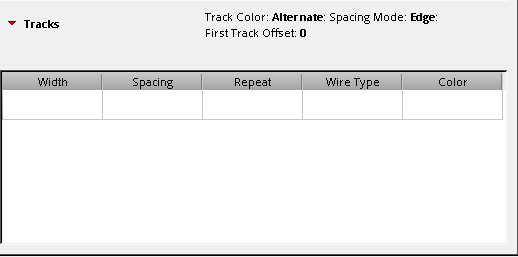 Tracks
Track Color: Alternate: Spacing Mode: Edge:
First Track Offset: 0
Width Spacing Repeat Wire Type Color